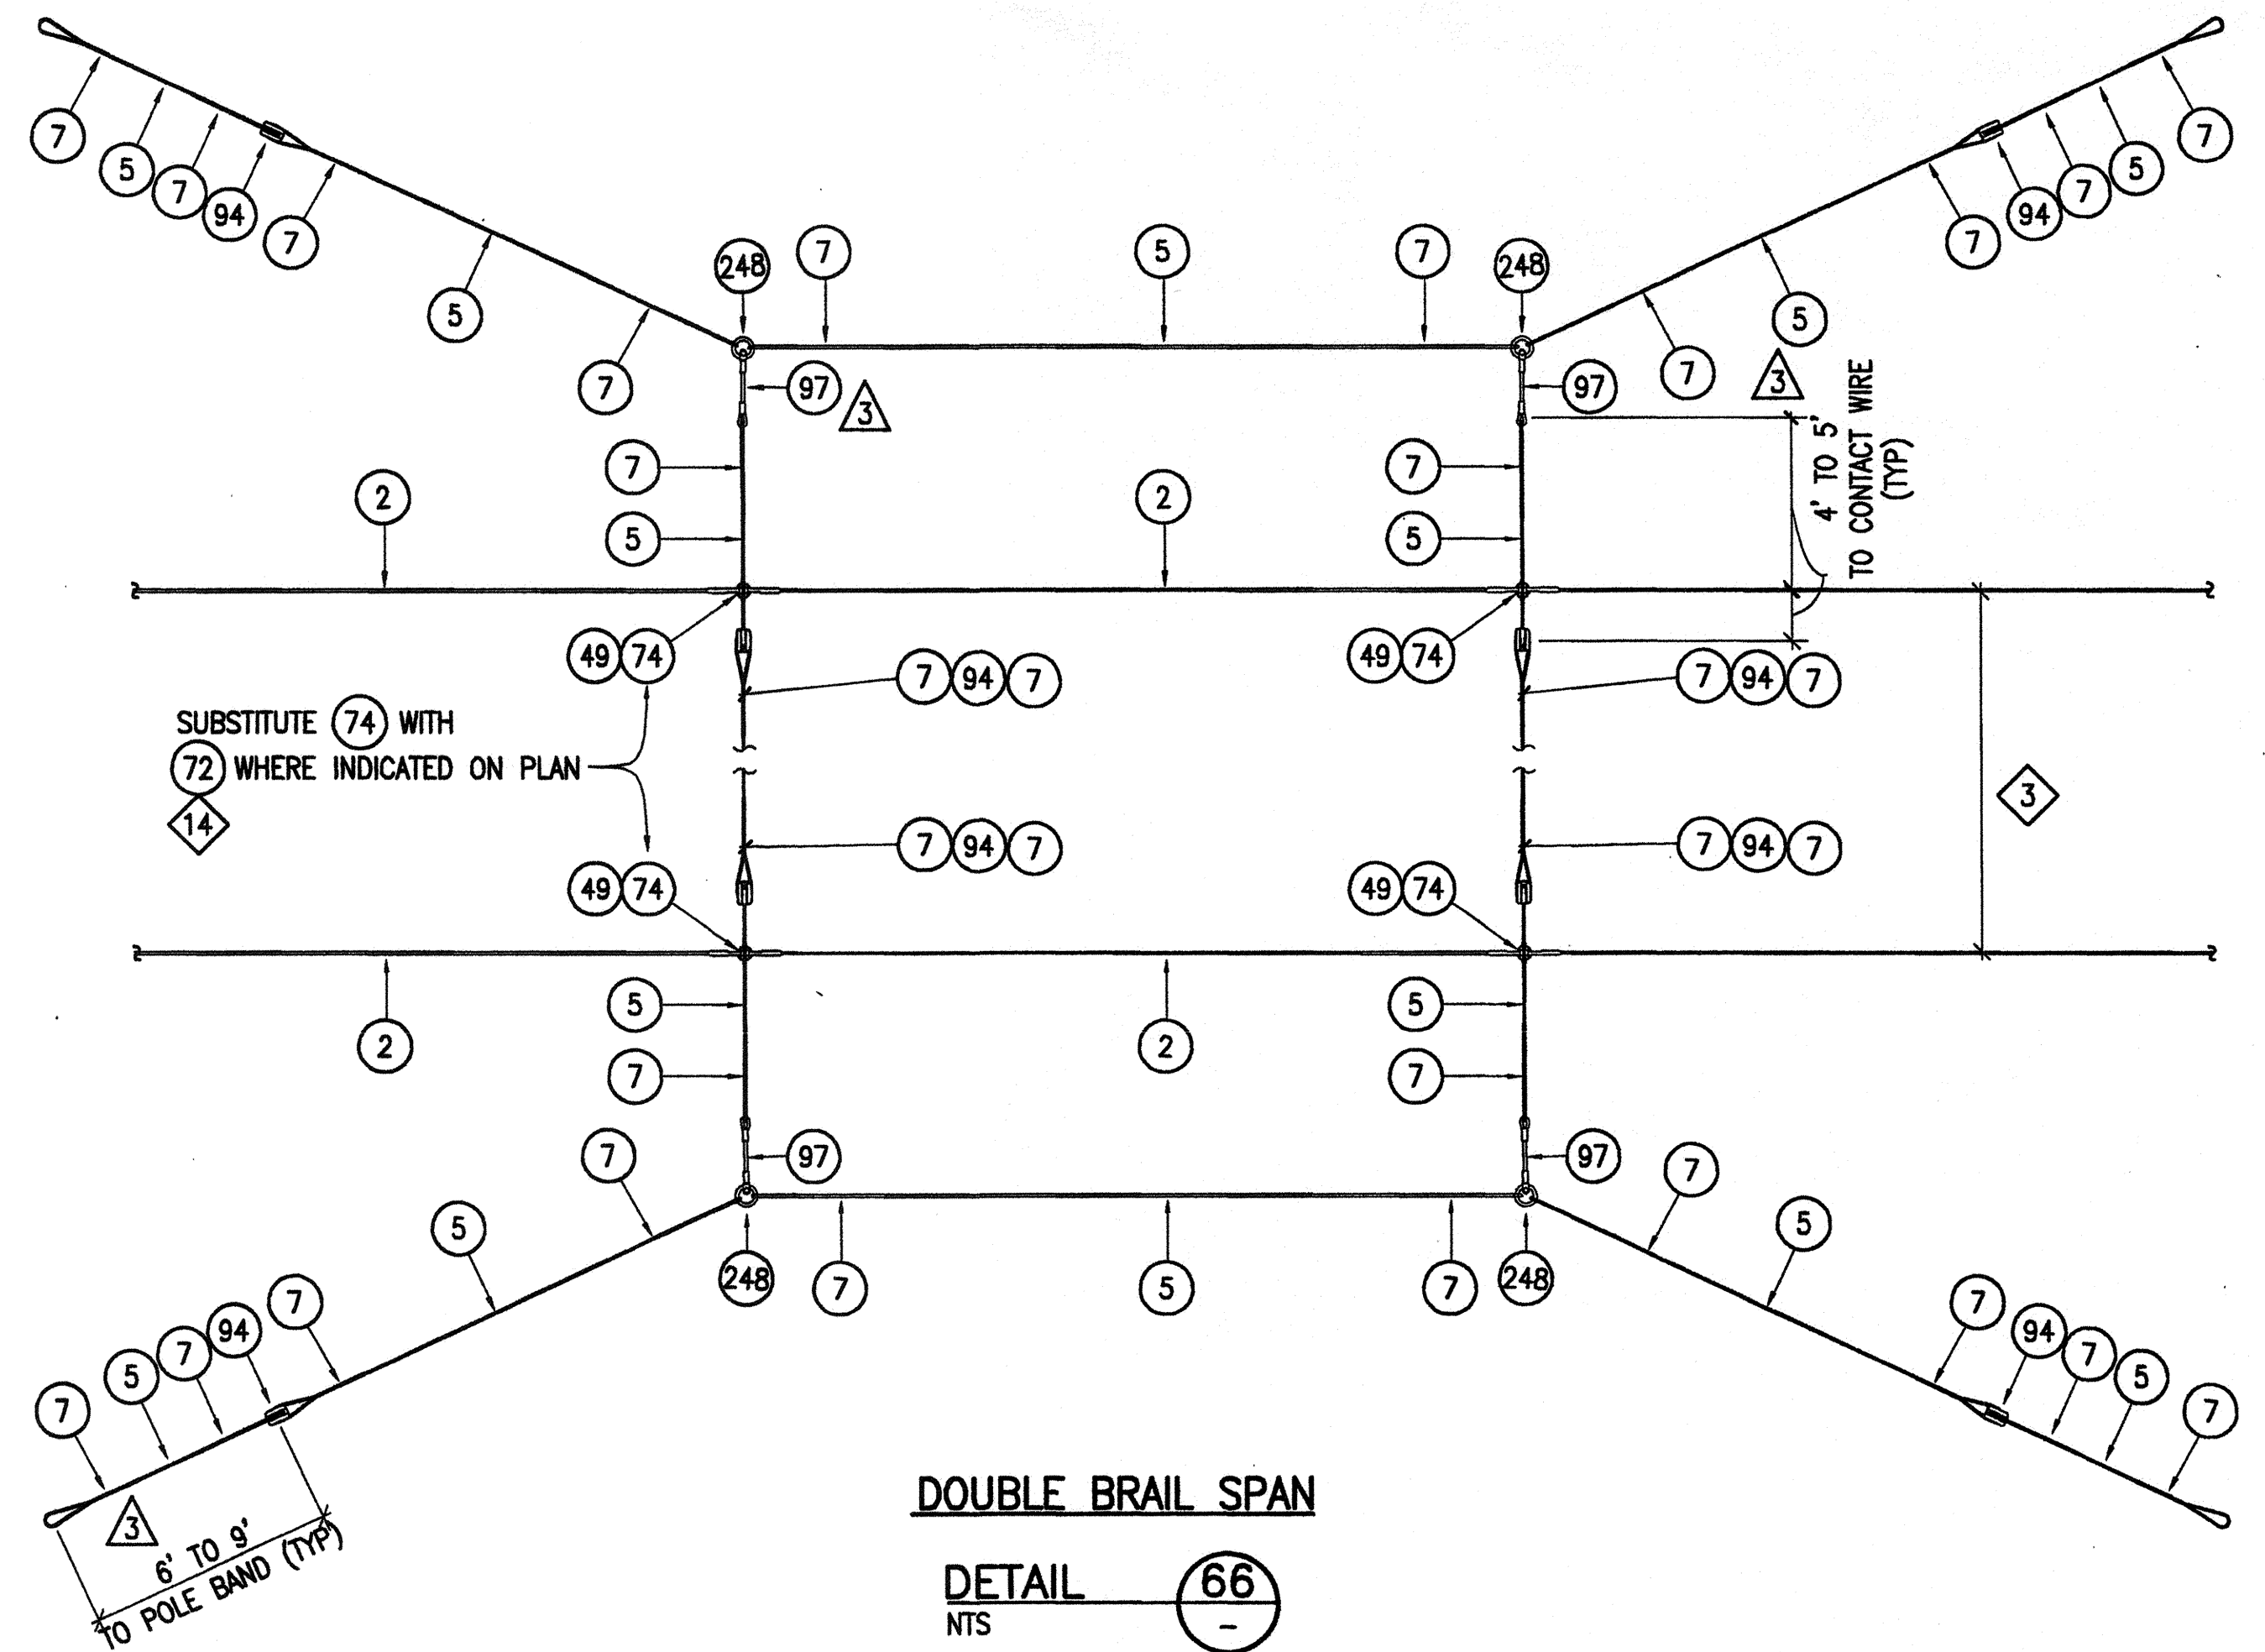 7 7
5 5
7 7
94 94
7 7
248 7 5 7 248
5 5
7 97 3 97 7 3
7 7
4' TO 5'
TO CONTACT WIRE
(TYP)
2 2
5 5
49 74 49 74
7 94 7 7 94 7
SUBSTITUTE 74 WITH
72 WHERE INDICATED ON PLAN
14
3
7 94 7 7 94 7
49 74 49 74
5 5
2 2
7 7
7 97 97 7
5 5
248 7 5 7 248
7 7
94 94
7 7
5 5
7 7
3
6' TO 9'
TO POLE BAND (TYP)
DOUBLE BRAIL SPAN
DETAIL 66
NTS -